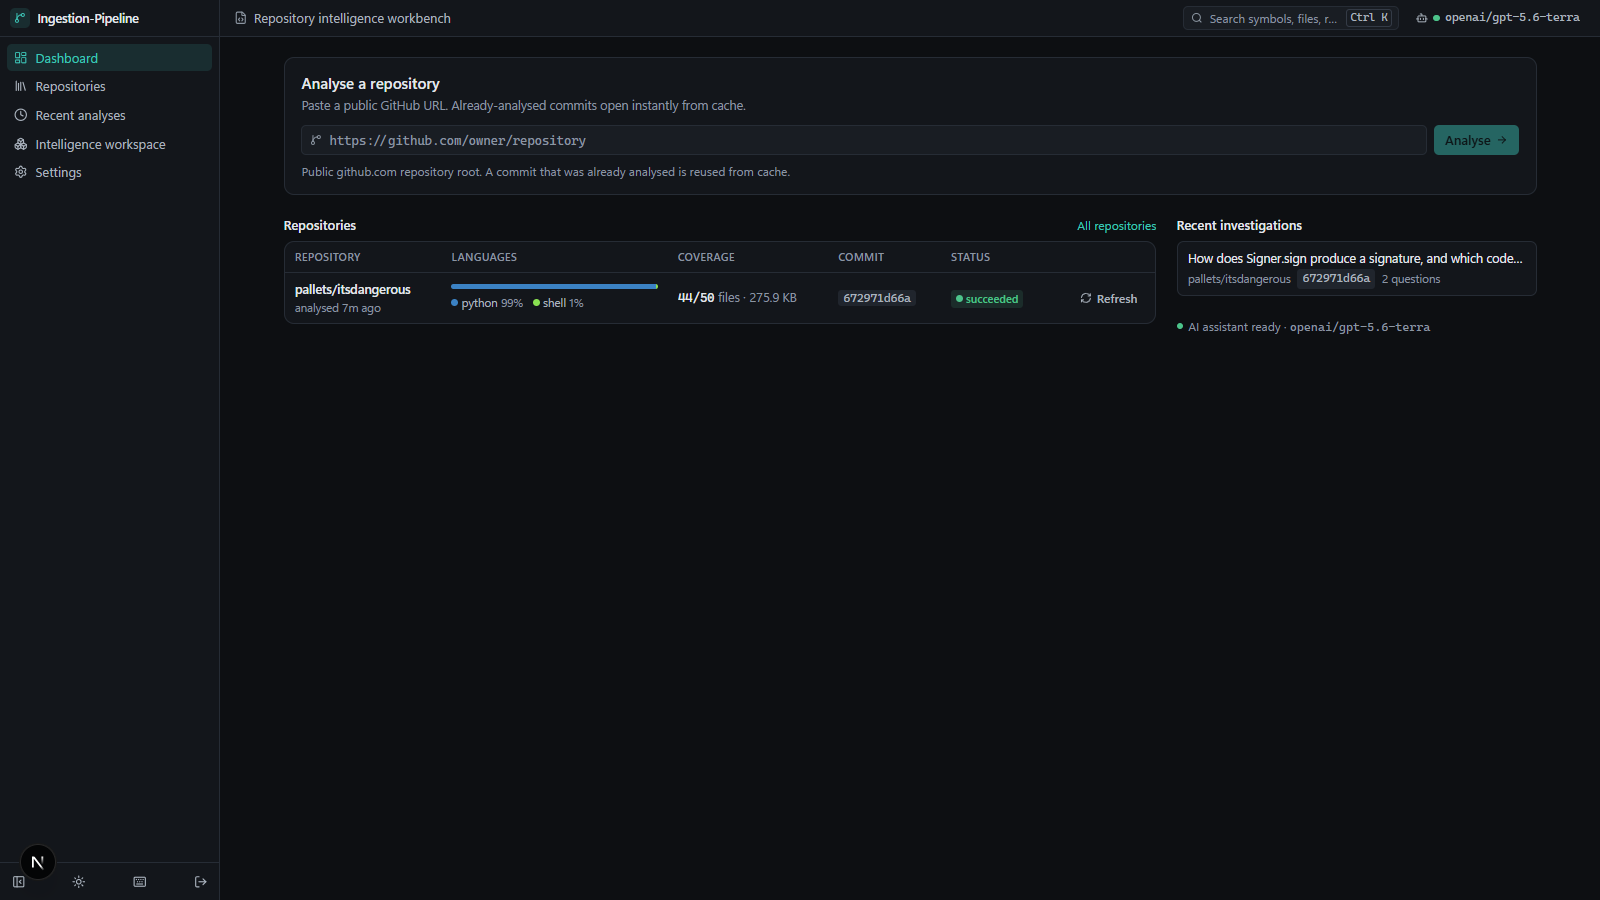 Ingestion-Pipeline
Repository intelligence workbench
Search symbols, files, r... Ctrl K
openai/gpt-5.6-terra
Dashboard
Repositories
Recent analyses
Intelligence workspace
Settings
Analyse a repository
Paste a public GitHub URL. Already-analysed commits open instantly from cache.
https://github.com/owner/repository
Analyse →
Public github.com repository root. A commit that was already analysed is reused from cache.
Repositories
All repositories
REPOSITORY LANGUAGES COVERAGE COMMIT STATUS
pallets/itsdangerous
analysed 7m ago
python 99% shell 1%
44/50 files · 275.9 KB
672971d66a
succeeded
Refresh
Recent investigations
How does Signer.sign produce a signature, and which code...
pallets/itsdangerous 672971d66a 2 questions
AI assistant ready · openai/gpt-5.6-terra
N